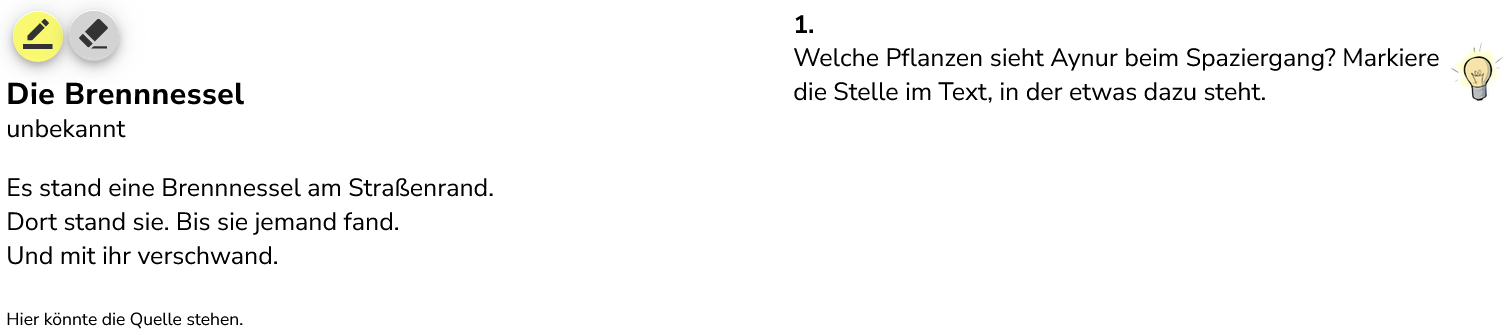 Die Brennnessel
unbekannt
Es stand eine Brennnessel am Straßenrand.
Dort stand sie. Bis sie jemand fand.
Und mit ihr verschwand.
Hier könnte die Quelle stehen.
1.
Welche Pflanzen sieht Aynur beim Spaziergang? Markiere
die Stelle im Text, in der etwas dazu steht.